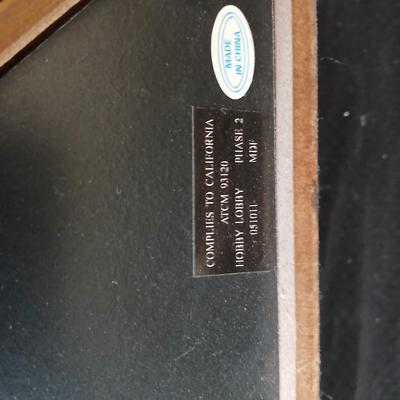 MADE
IN CHINA
COMPLIES TO CALIFORNIA
ATCM 93120
HOBBY LOBBY PHASE 2
051011- MDF